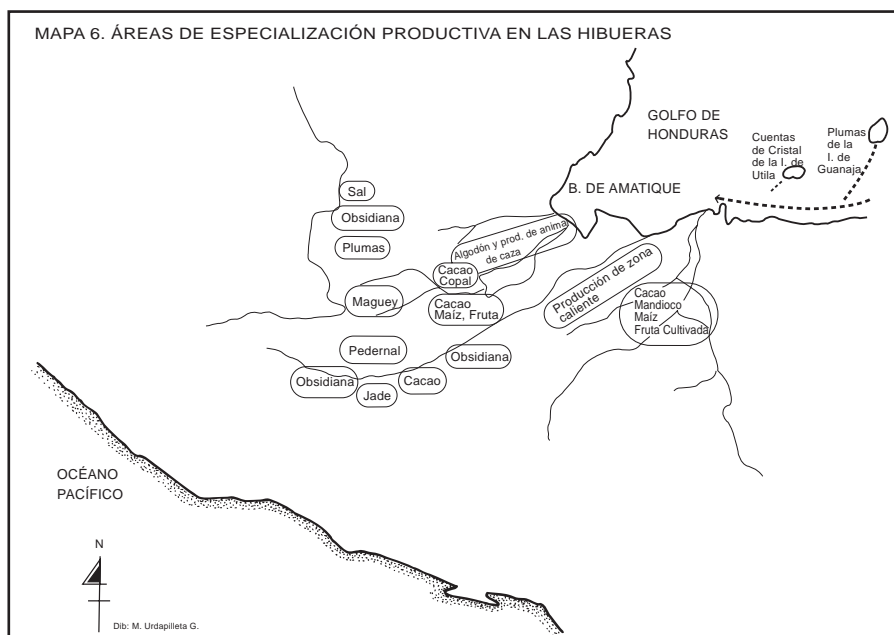 MAPA 6. ÁREAS DE ESPECIALIZACIÓN PRODUCTIVA EN LAS HIBUERAS
GOLFO DE
HONDURAS
Cuentas
de Cristal
de la I. de
Utila
Plumas
de la
I. de
Guanaja
B. DE AMATIQUE
Sal
Obsidiana
Plumas
Algodón y prod. de animal
de caza
Cacao
Copal
Maguey
Cacao
Maíz, Fruta
Producción de zona
caliente
Cacao
Mandioco
Maíz
Fruta Cultivada
Pedernal
Obsidiana
Obsidiana
Cacao
Jade
OCÉANO
PACÍFICO
N
Dib: M. Urdapilleta G.